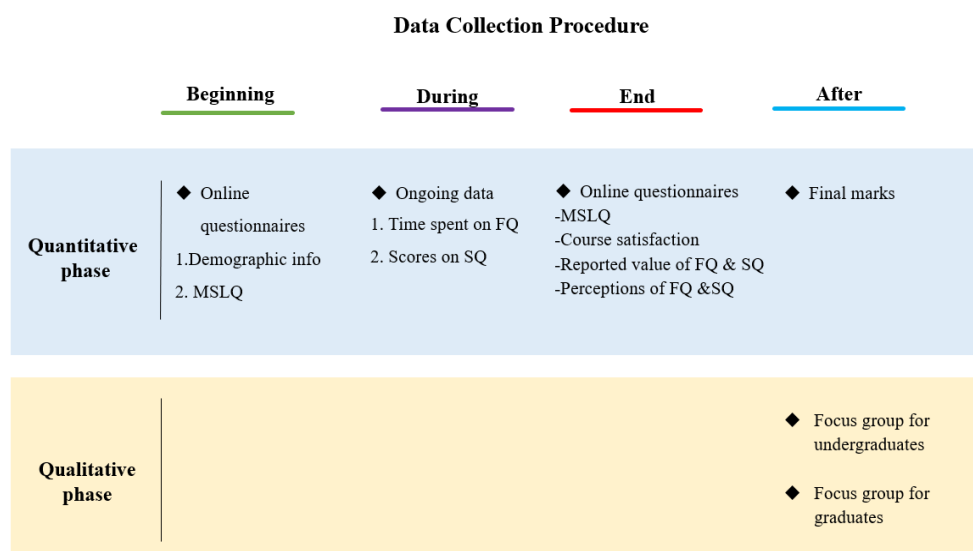 Data Collection Procedure
Beginning
During
End
After
Quantitative
phase
◆ Online
questionnaires
1.Demographic info
2. MSLQ
◆ Ongoing data
1. Time spent on FQ
2. Scores on SQ
◆ Online questionnaires
-MSLQ
-Course satisfaction
-Reported value of FQ & SQ
-Perceptions of FQ &SQ
◆ Final marks
Qualitative
phase
◆ Focus group for
undergraduates
◆ Focus group for
graduates